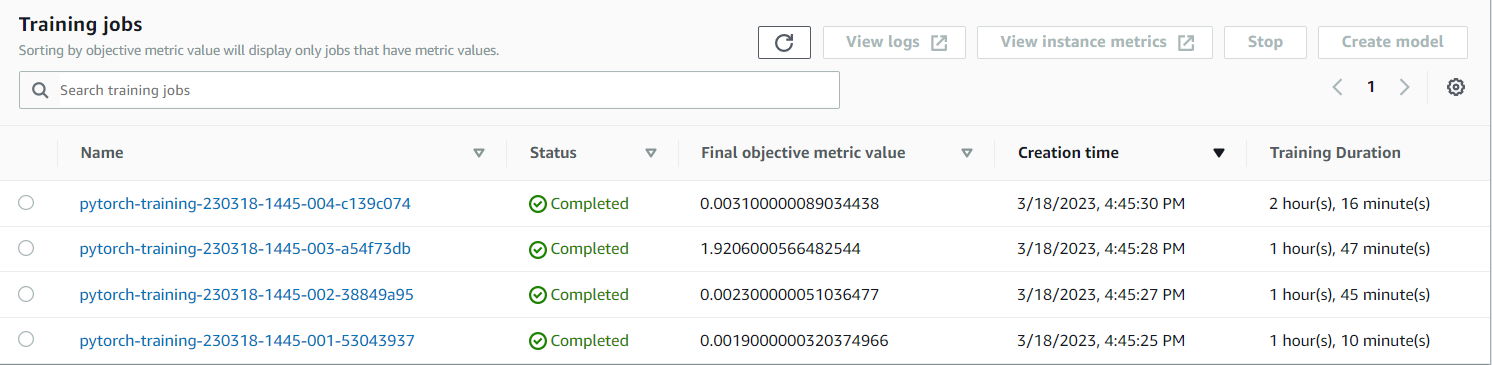 Training jobs
Sorting by objective metric value will display only jobs that have metric values.
View logs View instance metrics Stop Create model
Search training jobs
1
Name Status Final objective metric value Creation time Training Duration
pytorch-training-230318-1445-004-c139c074 Completed 0.003100000089034438 3/18/2023, 4:45:30 PM 2 hour(s), 16 minute(s)
pytorch-training-230318-1445-003-a54f73db Completed 1.9206000566482544 3/18/2023, 4:45:28 PM 1 hour(s), 47 minute(s)
pytorch-training-230318-1445-002-38849a95 Completed 0.002300000051036477 3/18/2023, 4:45:27 PM 1 hour(s), 45 minute(s)
pytorch-training-230318-1445-001-53043937 Completed 0.0019000000320374966 3/18/2023, 4:45:25 PM 1 hour(s), 10 minute(s)